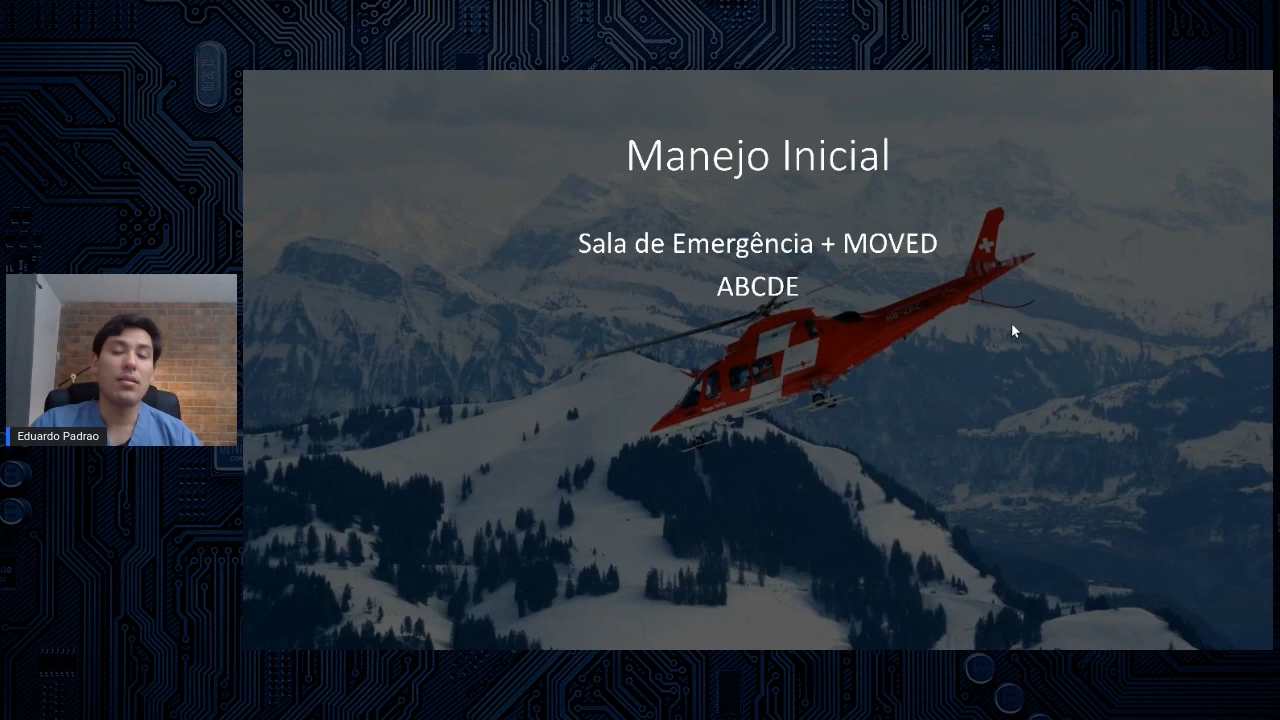 Manejo Inicial
Sala de Emergência + MOVED
ABCDE
Eduardo Padrao